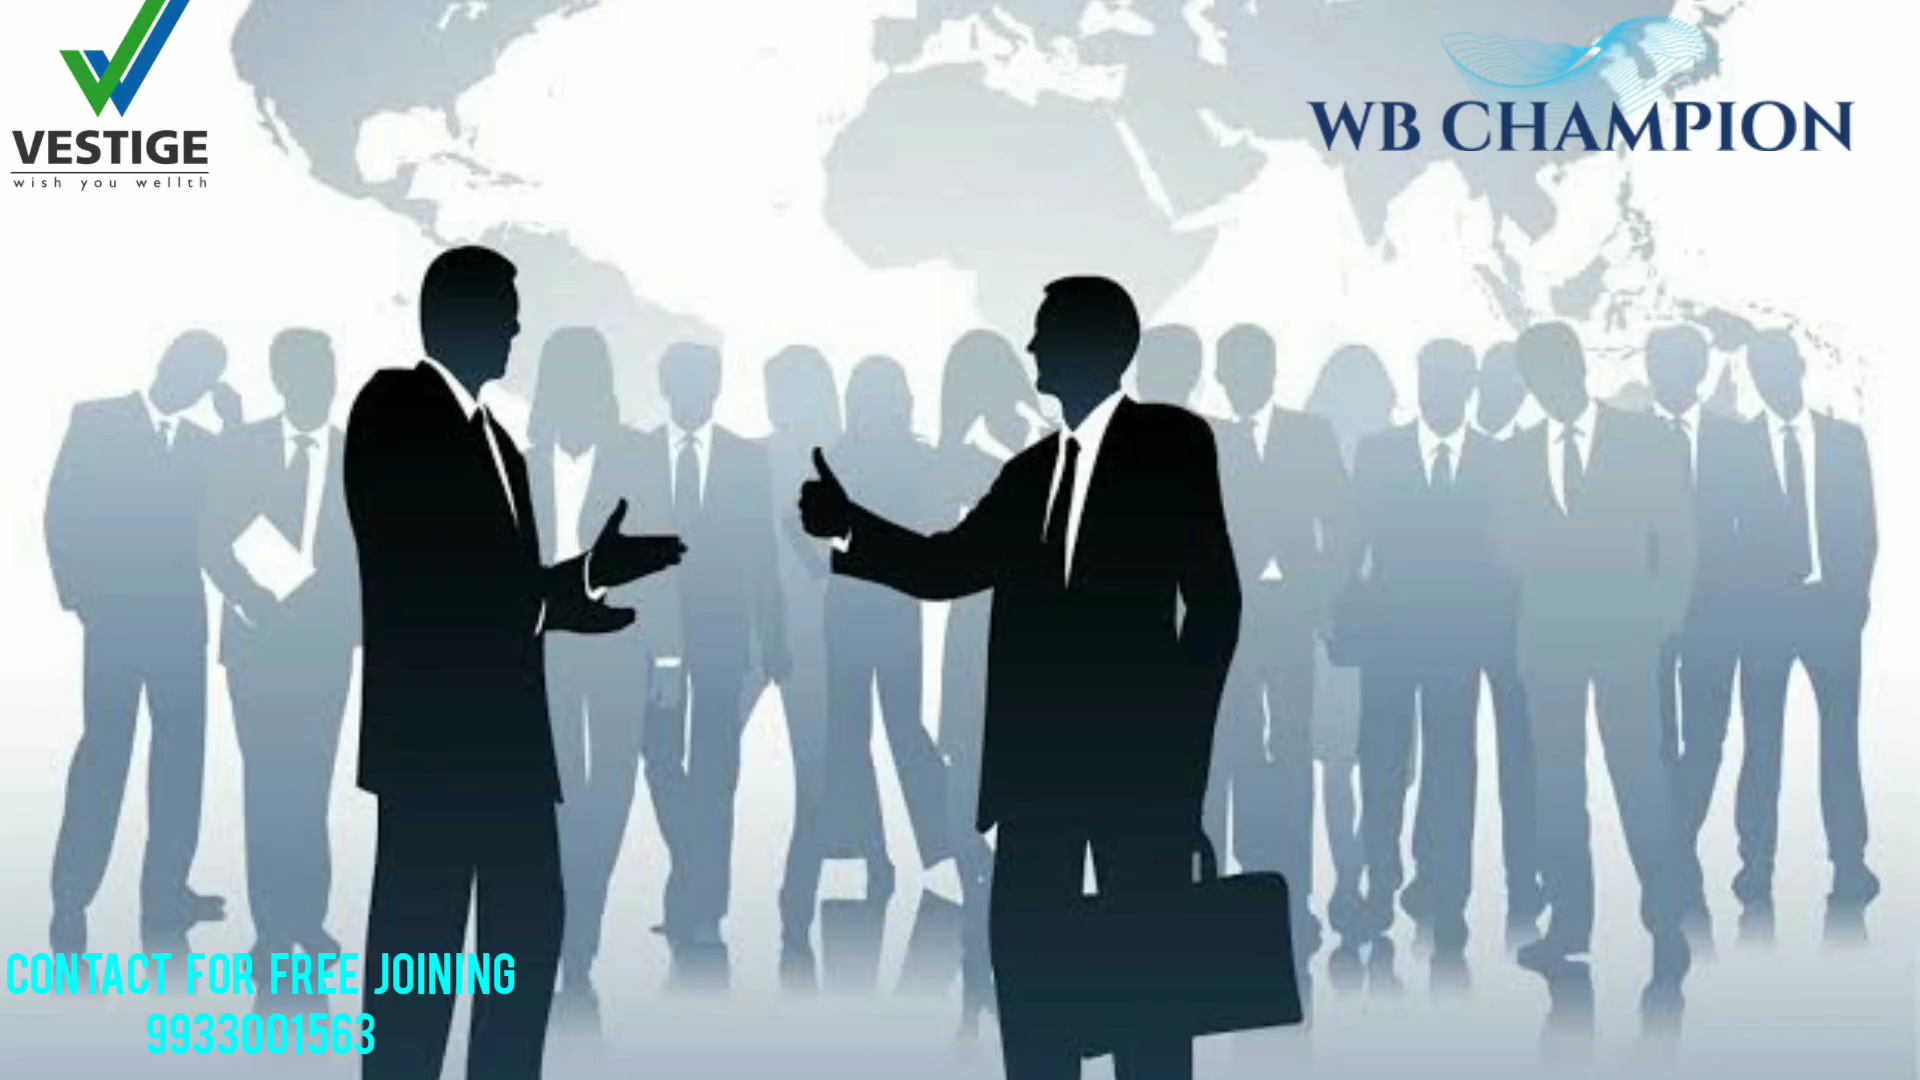 VESTIGE
wish you wellth
WB CHAMPION
CONTACT FOR FREE JOINING
9933001563